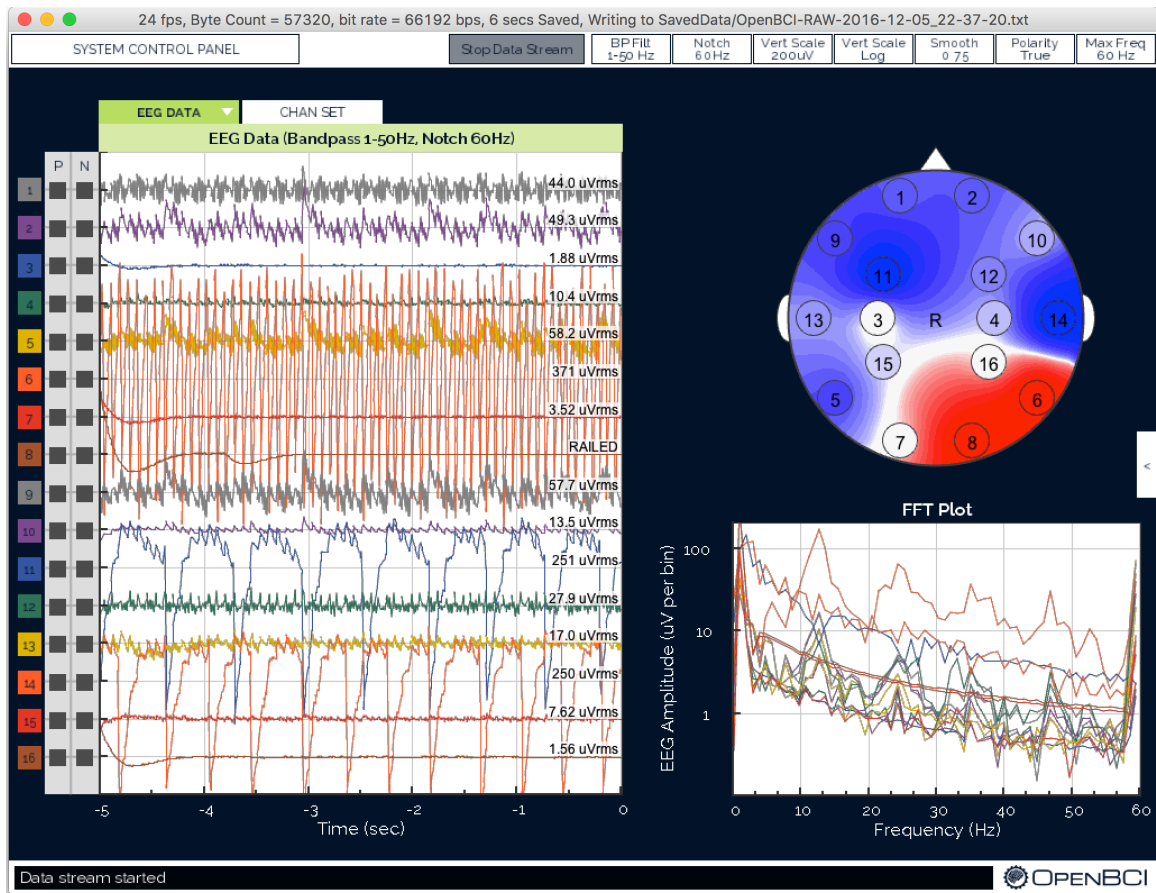 24 fps, Byte Count = 57320, bit rate = 66192 bps, 6 secs Saved, Writing to SavedData/OpenBCI-RAW-2016-12-05_22-37-20.txt
SYSTEM CONTROL PANEL
Stop Data Stream
BP Filt
1-50 Hz
Notch
60Hz
Vert Scale
200uV
Vert Scale
Log
Smooth
0.75
Polarity
True
Max Freq
60 Hz
EEG DATA
CHAN SET
EEG Data (Bandpass 1-50Hz, Notch 60Hz)
P N
1 44.0 uVrms
2 49.3 uVrms
3 1.88 uVrms
4 10.4 uVrms
5 58.2 uVrms
6 371 uVrms
7 3.52 uVrms
8 RAILED
9 57.7 uVrms
10 13.5 uVrms
11 251 uVrms
12 27.9 uVrms
13 17.0 uVrms
14 250 uVrms
15 7.62 uVrms
16 1.56 uVrms
-5 -4 -3 -2 -1 0
Time (sec)
1 2
9 10
11 12
13 3 R 4 14
15 16
5 6
7 8
<
FFT Plot
100
10
1
EEG Amplitude (uV per bin)
0 10 20 30 40 50 60
Frequency (Hz)
Data stream started
OPENBCI